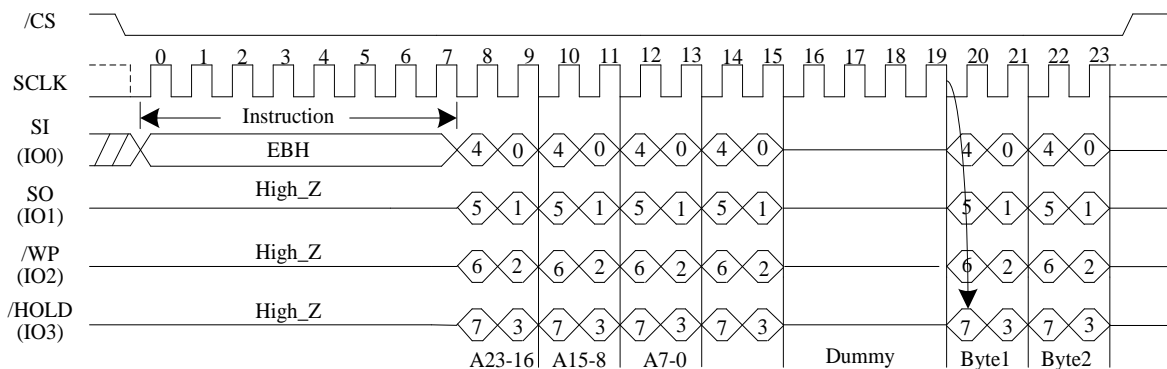 /CS
0 1 2 3 4 5 6 7 8 9 10 11 12 13 14 15 16 17 18 19 20 21 22 23
SCLK
Instruction
SI
(IO0)
EBH
4 0 4 0 4 0 4 0 4 0 4 0
SO
(IO1)
High_Z
5 1 5 1 5 1 5 1 5 1 5 1
/WP
(IO2)
High_Z
6 2 6 2 6 2 6 2 6 2 6 2
/HOLD
(IO3)
High_Z
7 3 7 3 7 3 7 3 7 3 7 3
A23-16 A15-8 A7-0 Dummy Byte1 Byte2